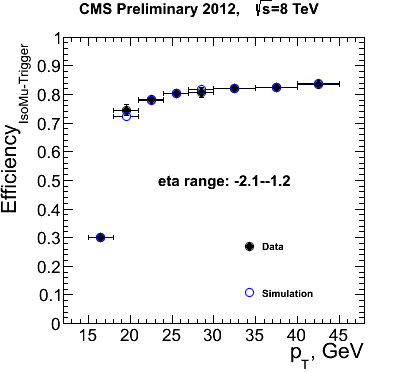 CMS Preliminary 2012, √s=8 TeV
Efficiency IsoMu-Trigger
1
0.9
0.8
0.7
0.6
0.5
0.4
0.3
0.2
0.1
0
eta range: -2.1--1.2
Data
Simulation
15 20 25 30 35 40 45
p_T, GeV